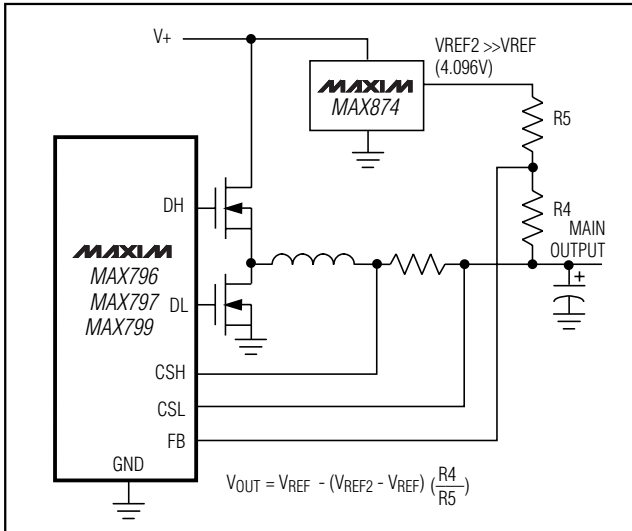 V+
VREF2 >>VREF
(4.096V)
MAXIM
MAX874
R5
R4
MAIN
OUTPUT
+
DH
MAXIM
MAX796
MAX797
MAX799
DL
CSH
CSL
FB
GND
VOUT = VREF - (VREF2 - VREF) (R4/R5)